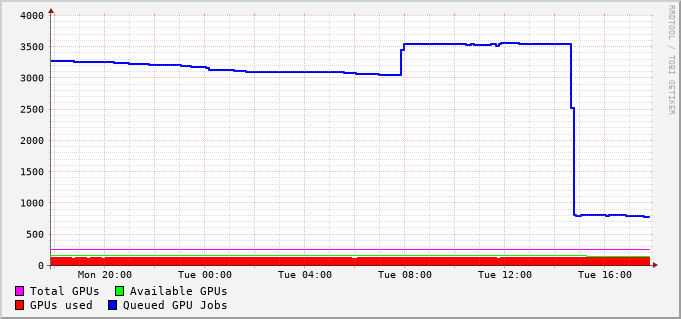 4000
3500
3000
2500
2000
1500
1000
500
0
Mon 20:00 Tue 00:00 Tue 04:00 Tue 08:00 Tue 12:00 Tue 16:00
Total GPUs Available GPUs
GPUs used Queued GPU Jobs
RRDTOOL / TOBI OETIKER